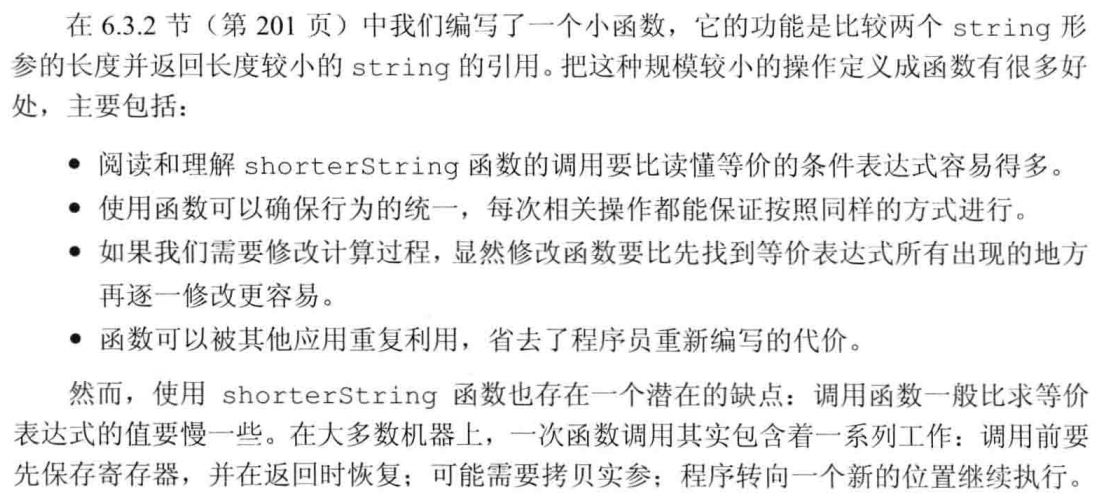 在 6.3.2 节（第 201 页）中我们编写了一个小函数，它的功能是比较两个 string 形
参的长度并返回长度较小的 string 的引用。把这种规模较小的操作定义成函数有很多好
处，主要包括：
● 阅读和理解 shorterString 函数的调用要比读懂等价的条件表达式容易得多。
● 使用函数可以确保行为的统一，每次相关操作都能保证按照同样的方式进行。
● 如果我们需要修改计算过程，显然修改函数要比先找到等价表达式所有出现的地方
再逐一修改更容易。
● 函数可以被其他应用重复利用，省去了程序员重新编写的代价。
然而，使用 shorterString 函数也存在一个潜在的缺点：调用函数一般比求等价
表达式的值要慢一些。在大多数机器上，一次函数调用其实包含着一系列工作：调用前要
先保存寄存器，并在返回时恢复；可能需要拷贝实参；程序转向一个新的位置继续执行。